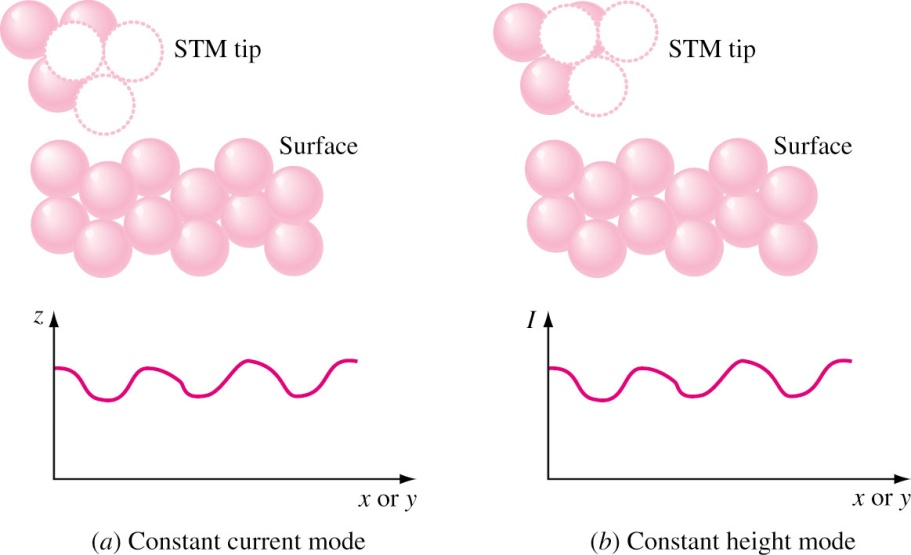 STM tip
STM tip
Surface
Surface
z
I
x or y
x or y
(a) Constant current mode
(b) Constant height mode